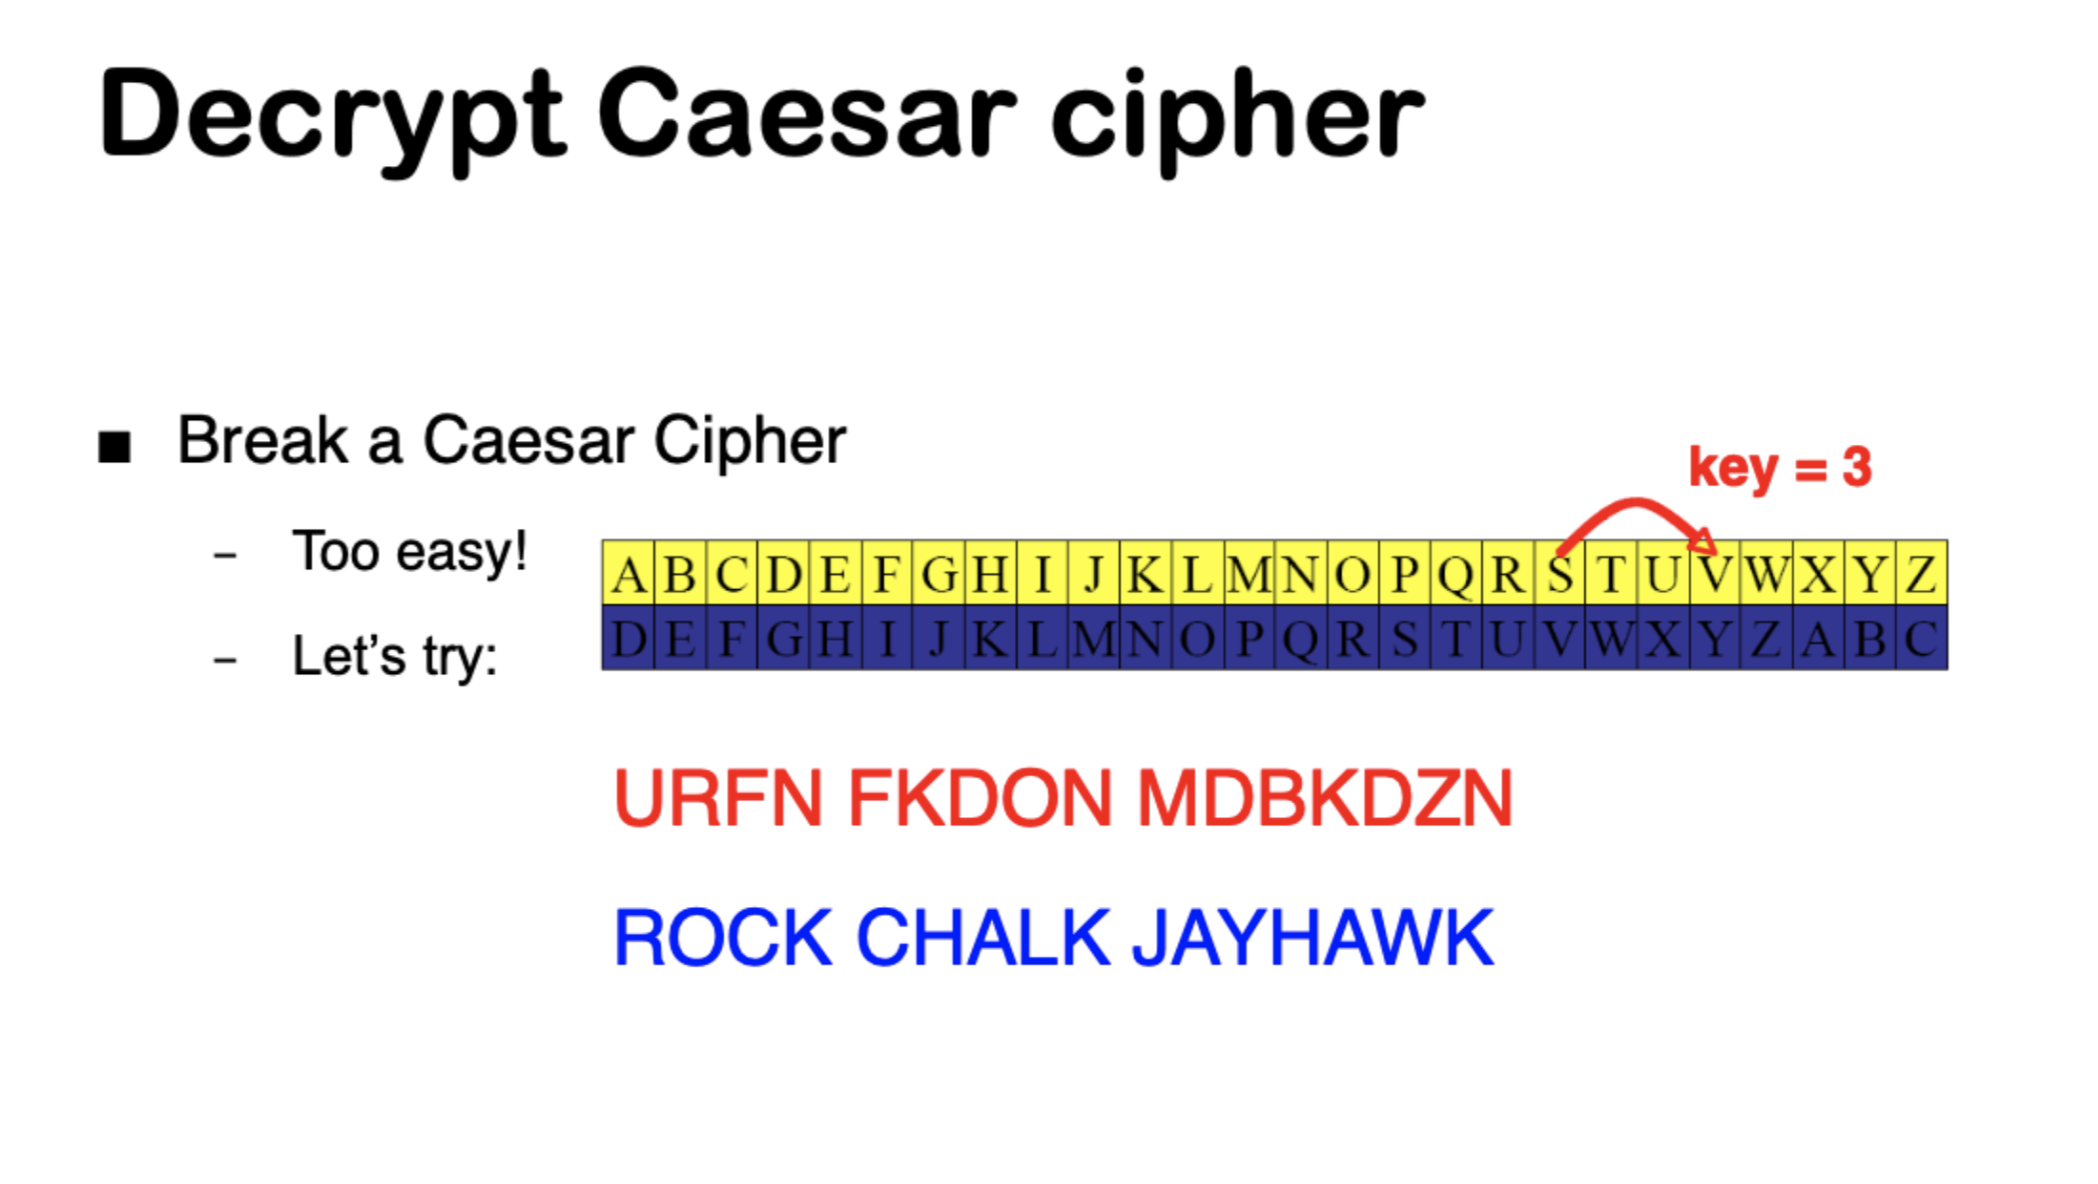 Decrypt Caesar cipher
■ Break a Caesar Cipher
key = 3
– Too easy!
A B C D E F G H I J K L M N O P Q R S T U V W X Y Z
D E F G H I J K L M N O P Q R S T U V W X Y Z A B C
– Let’s try:
URFN FKDON MDBKDZN
ROCK CHALK JAYHAWK